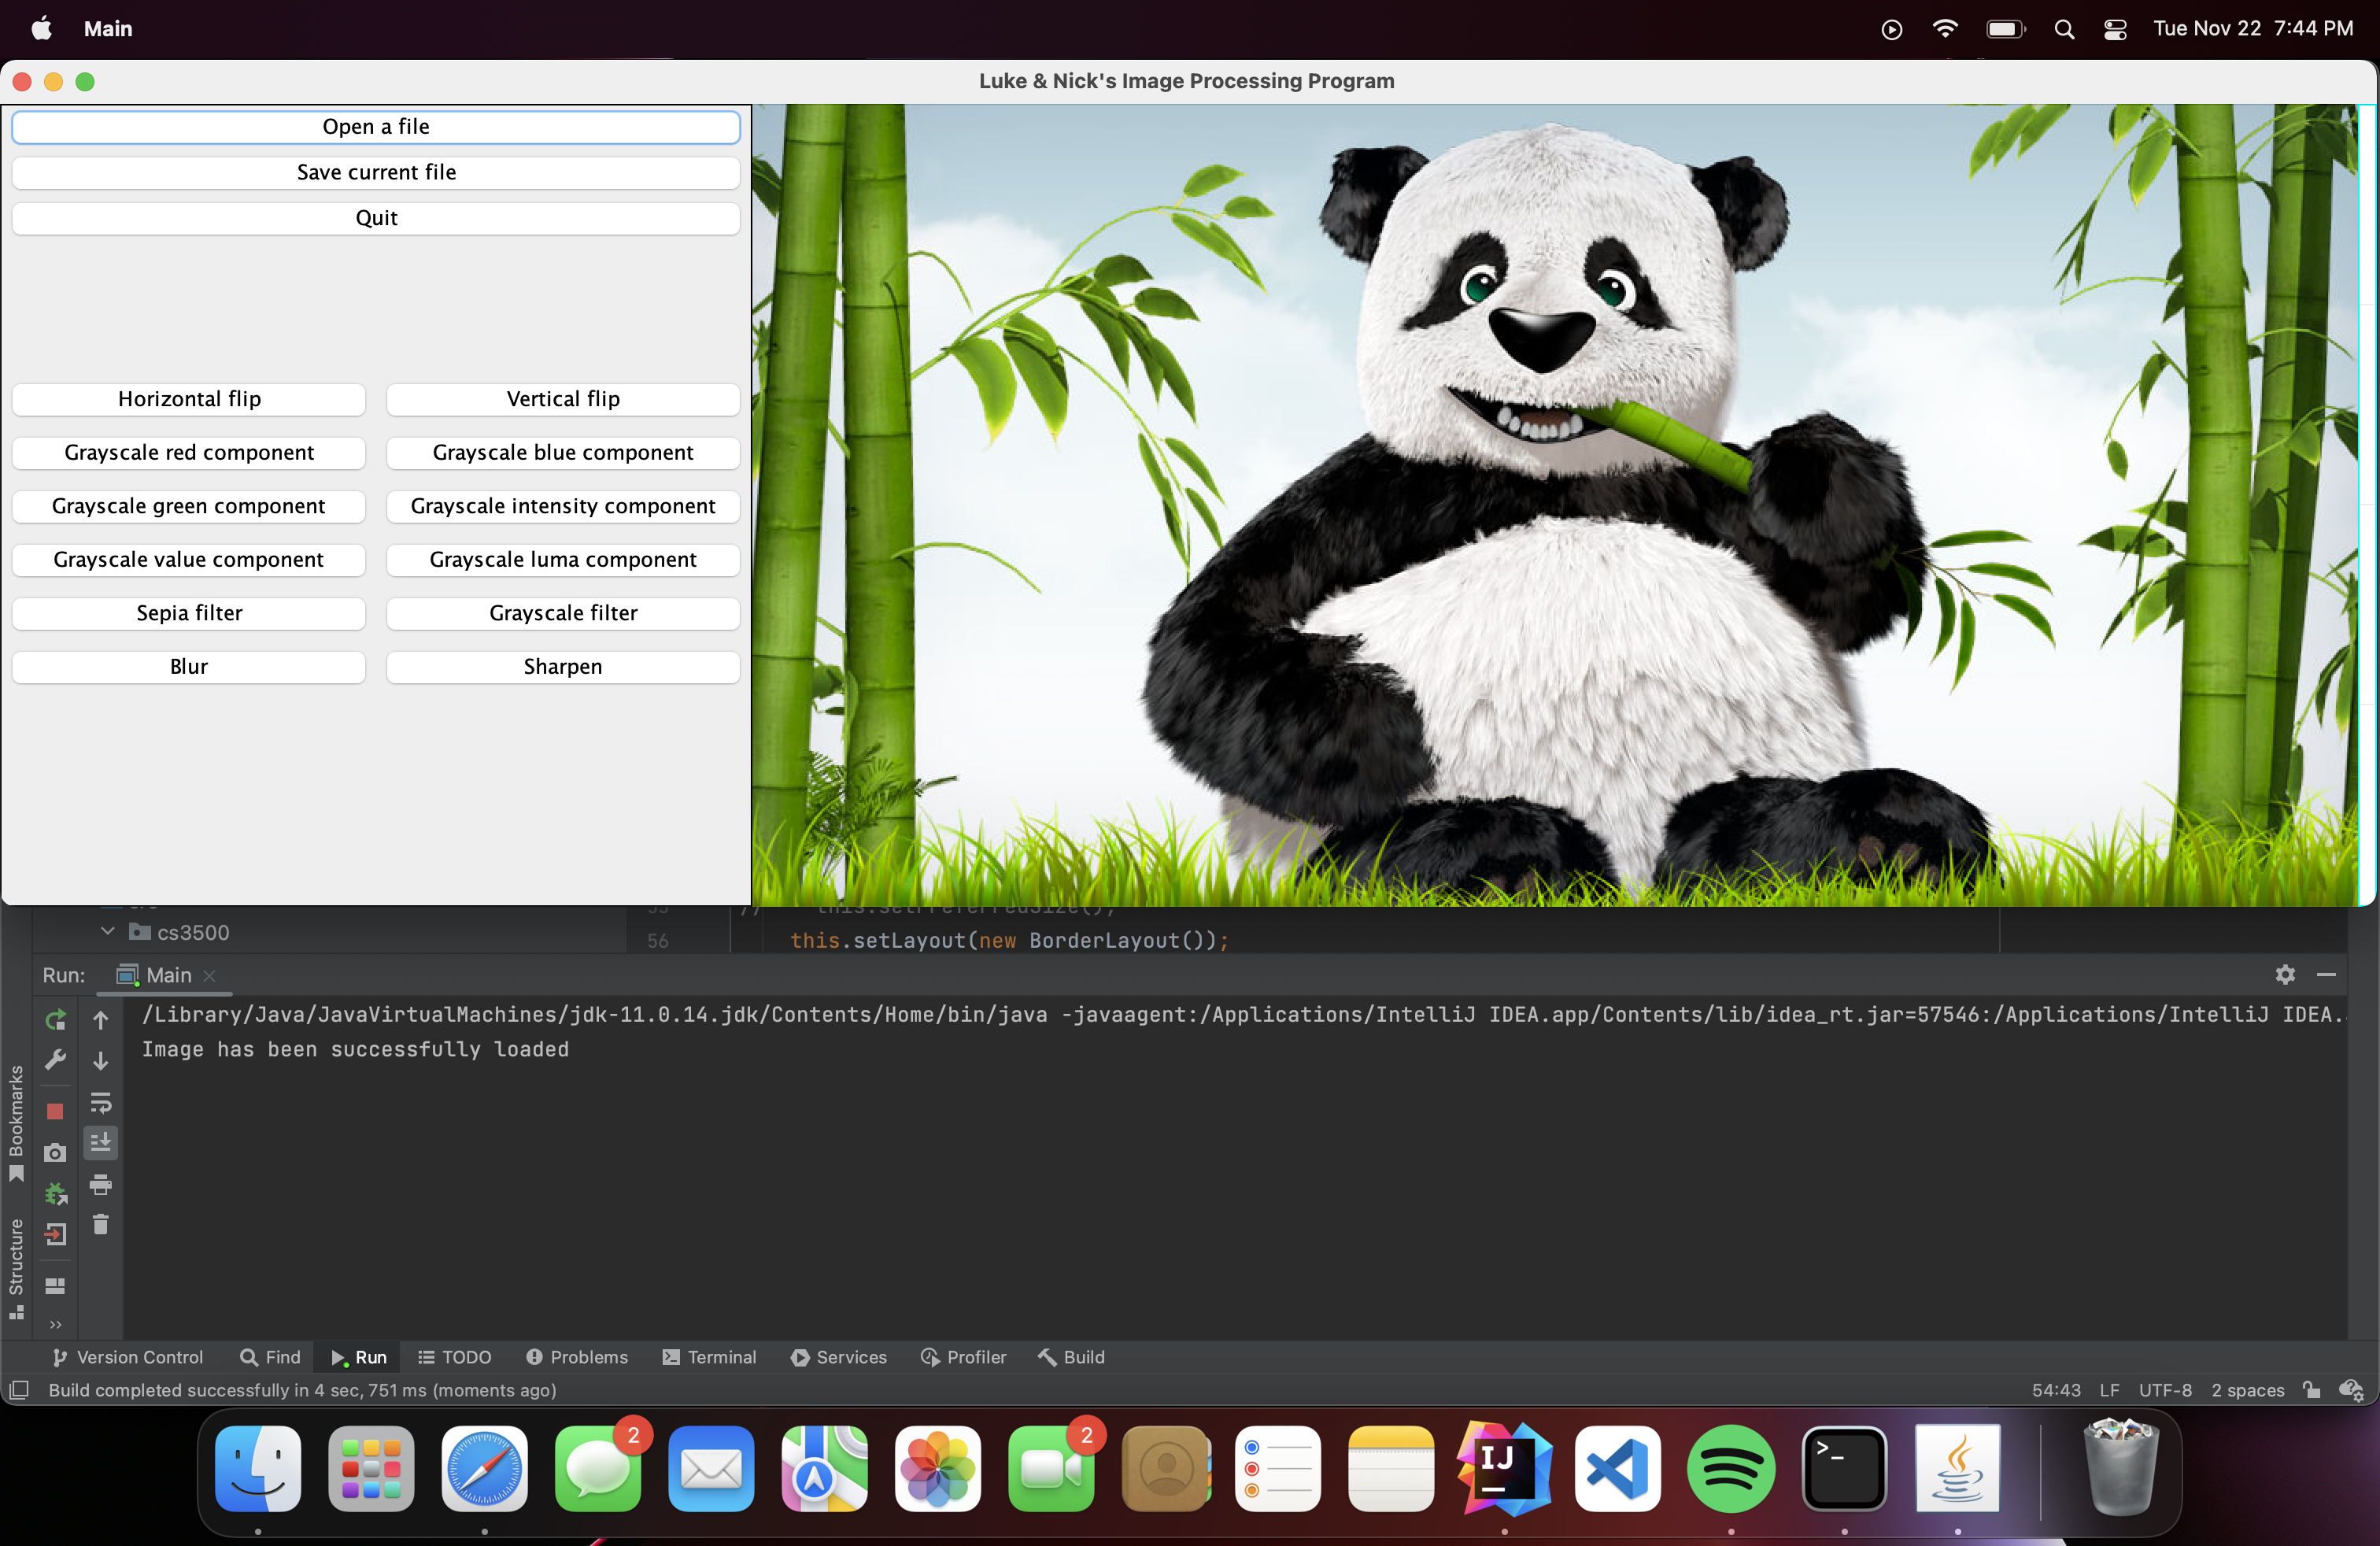 Main
Tue Nov 22 7:44 PM
Luke & Nick's Image Processing Program
Open a file
Save current file
Quit
Horizontal flip
Vertical flip
Grayscale red component
Grayscale blue component
Grayscale green component
Grayscale intensity component
Grayscale value component
Grayscale luma component
Sepia filter
Grayscale filter
Blur
Sharpen
cs3500
56 this.setLayout(new BorderLayout());
Run: Main
/Library/Java/JavaVirtualMachines/jdk-11.0.14.jdk/Contents/Home/bin/java -javaagent:/Applications/IntelliJ IDEA.app/Contents/lib/idea_rt.jar=57546:/Applications/IntelliJ IDEA.
Image has been successfully loaded
Bookmarks
Structure
Version Control Find Run TODO Problems Terminal Services Profiler Build
Build completed successfully in 4 sec, 751 ms (moments ago)
54:43 LF UTF-8 2 spaces
2
2
IJ